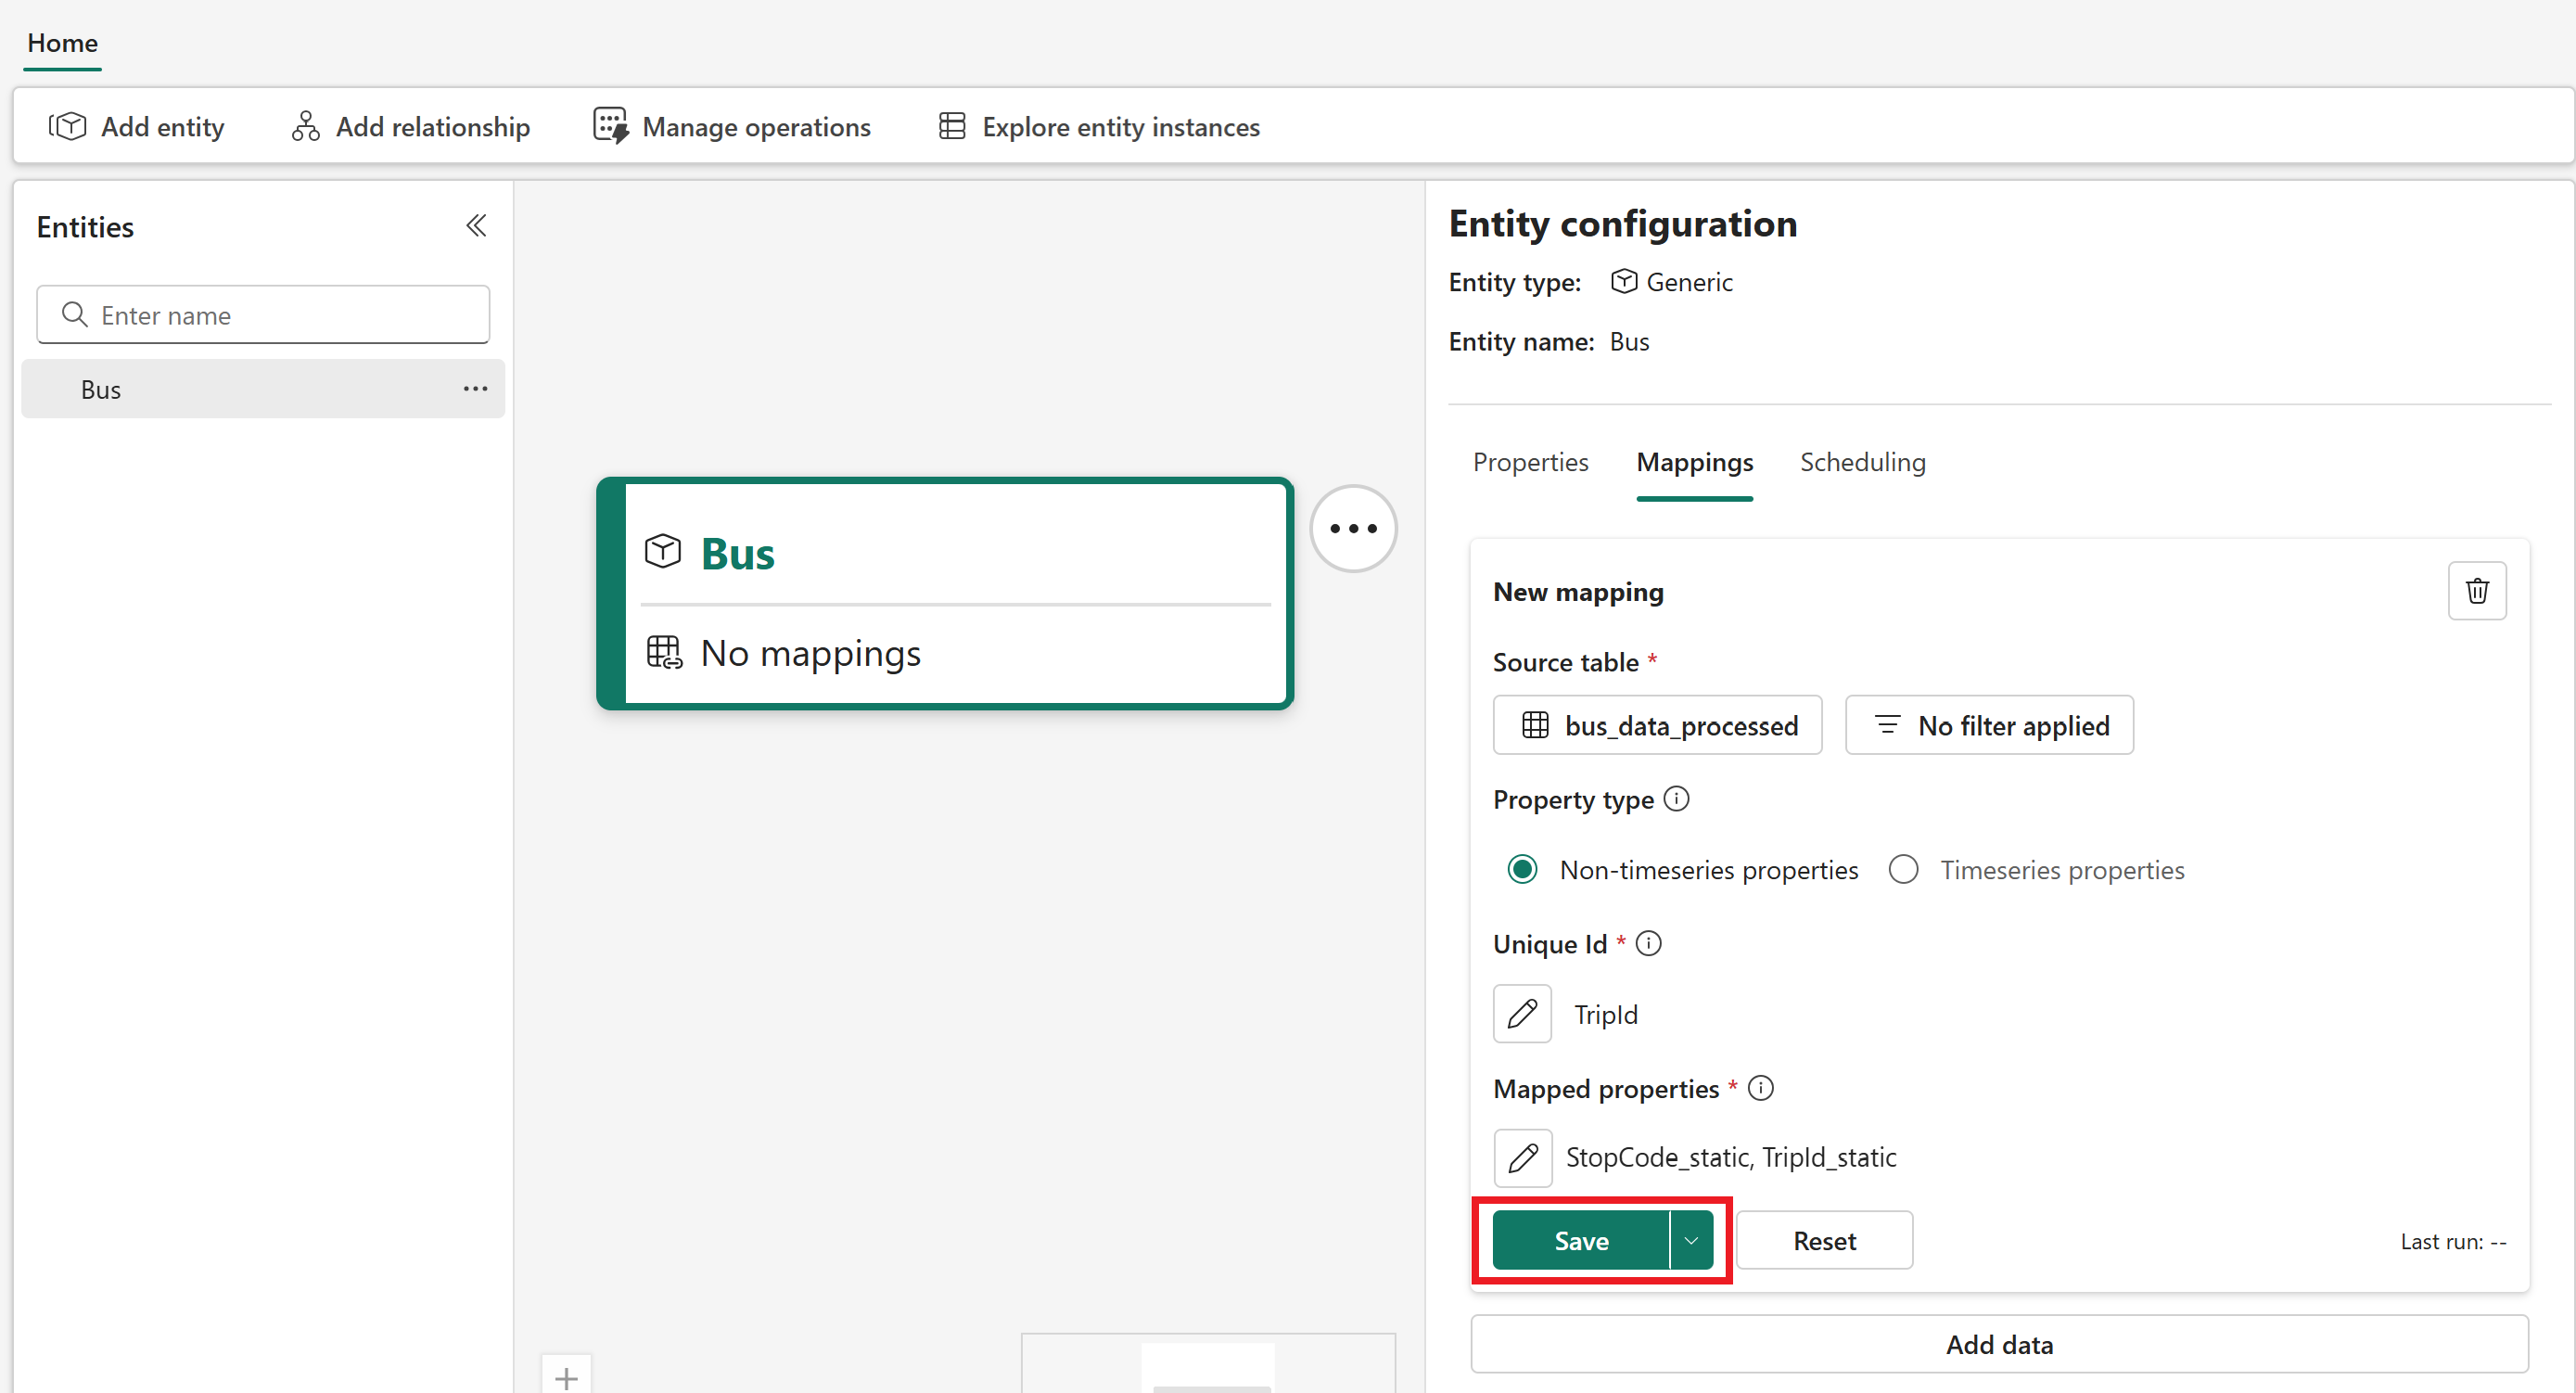 Home
Add entity
Add relationship
Manage operations
Explore entity instances
Entities
Enter name
Bus
Bus
No mappings
Entity configuration
Entity type: Generic
Entity name: Bus
Properties
Mappings
Scheduling
New mapping
Source table *
bus_data_processed
No filter applied
Property type
Non-timeseries properties
Timeseries properties
Unique Id *
TripId
Mapped properties *
StopCode_static, TripId_static
Save
Reset
Last run: --
Add data